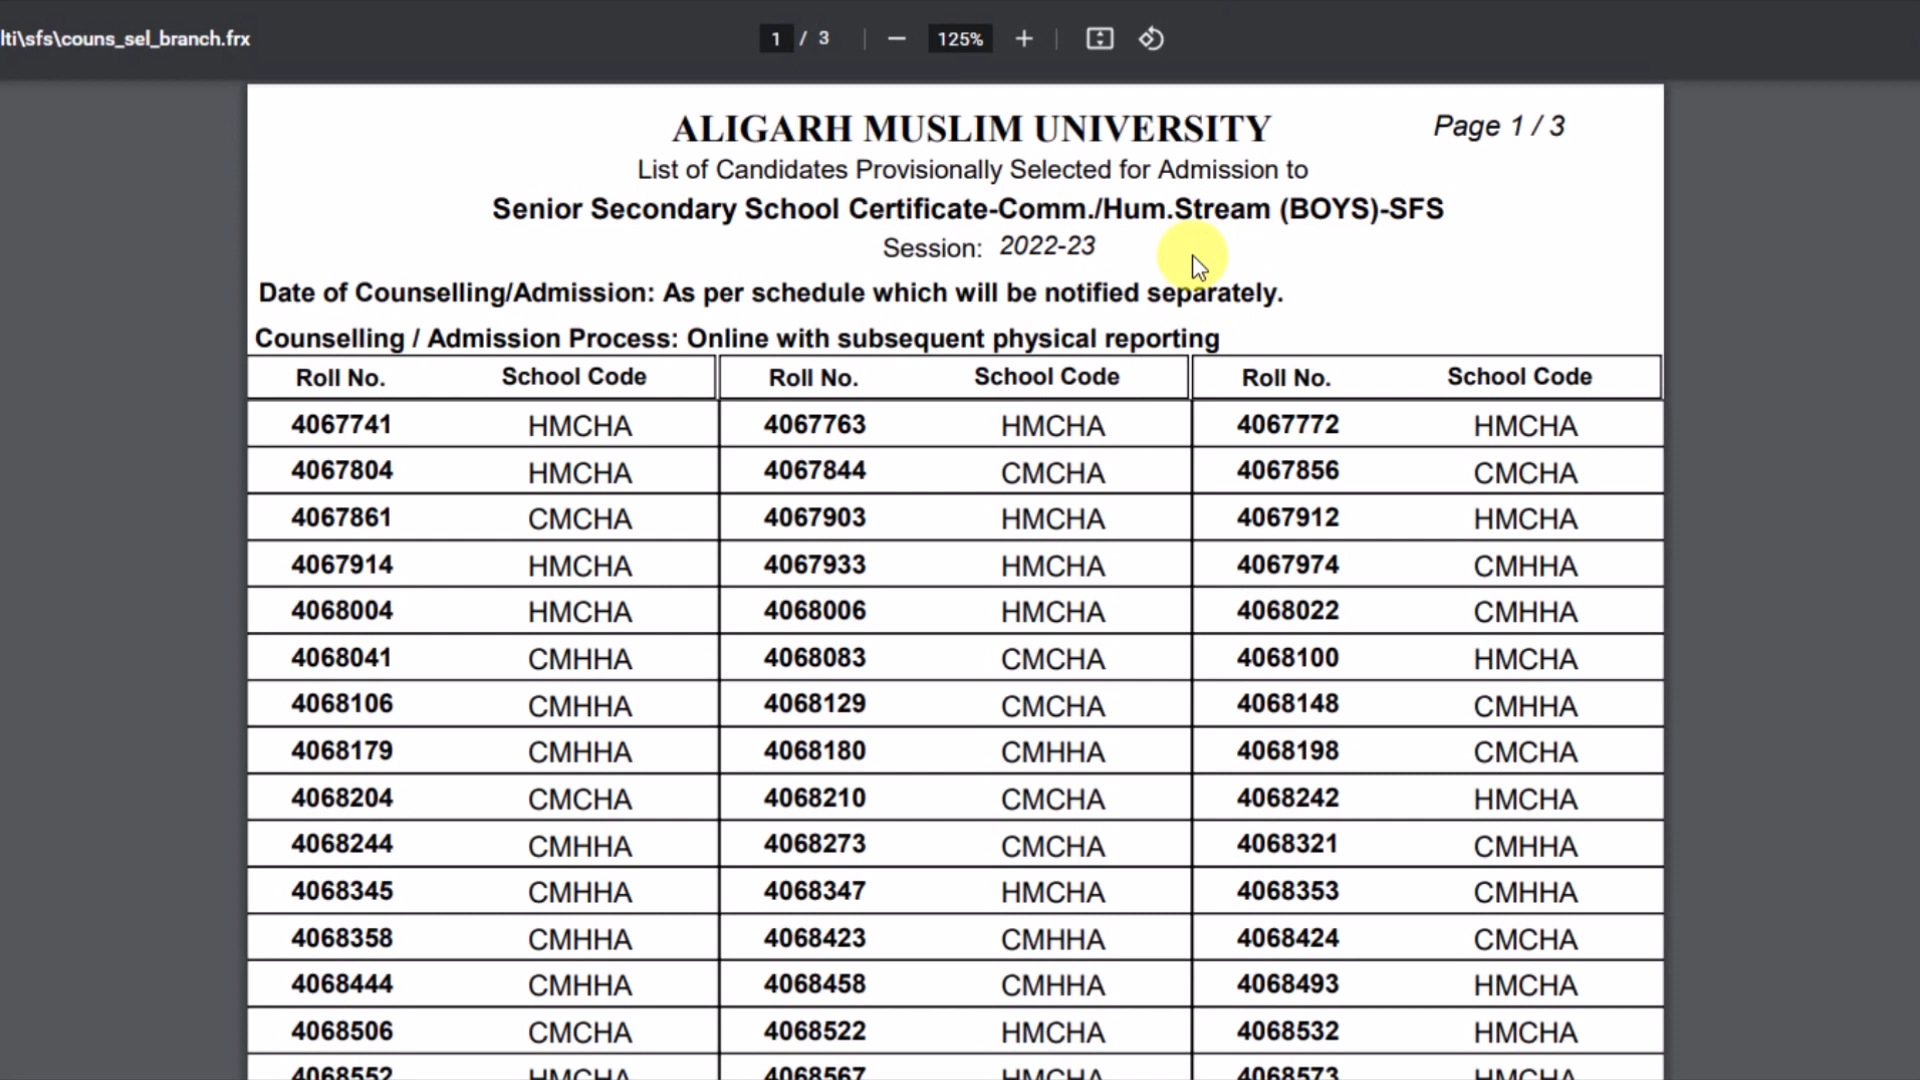 lti\sfs\couns_sel_branch.frx
1 / 3
125%
ALIGARH MUSLIM UNIVERSITY Page 1 / 3
List of Candidates Provisionally Selected for Admission to
Senior Secondary School Certificate-Comm./Hum.Stream (BOYS)-SFS
Session: 2022-23
Date of Counselling/Admission: As per schedule which will be notified separately.
Counselling / Admission Process: Online with subsequent physical reporting
Roll No. School Code Roll No. School Code Roll No. School Code
4067741 HMCHA 4067763 HMCHA 4067772 HMCHA
4067804 HMCHA 4067844 CMCHA 4067856 CMCHA
4067861 CMCHA 4067903 HMCHA 4067912 HMCHA
4067914 HMCHA 4067933 HMCHA 4067974 CMHHA
4068004 HMCHA 4068006 HMCHA 4068022 CMHHA
4068041 CMHHA 4068083 CMCHA 4068100 HMCHA
4068106 CMHHA 4068129 CMCHA 4068148 CMHHA
4068179 CMHHA 4068180 CMHHA 4068198 CMCHA
4068204 CMCHA 4068210 CMCHA 4068242 HMCHA
4068244 CMHHA 4068273 CMCHA 4068321 CMHHA
4068345 CMHHA 4068347 HMCHA 4068353 CMHHA
4068358 CMHHA 4068423 CMHHA 4068424 CMCHA
4068444 CMHHA 4068458 CMHHA 4068493 HMCHA
4068506 CMCHA 4068522 HMCHA 4068532 HMCHA
4068552 HMCHA 4068567 HMCHA 4068573 HMCHA